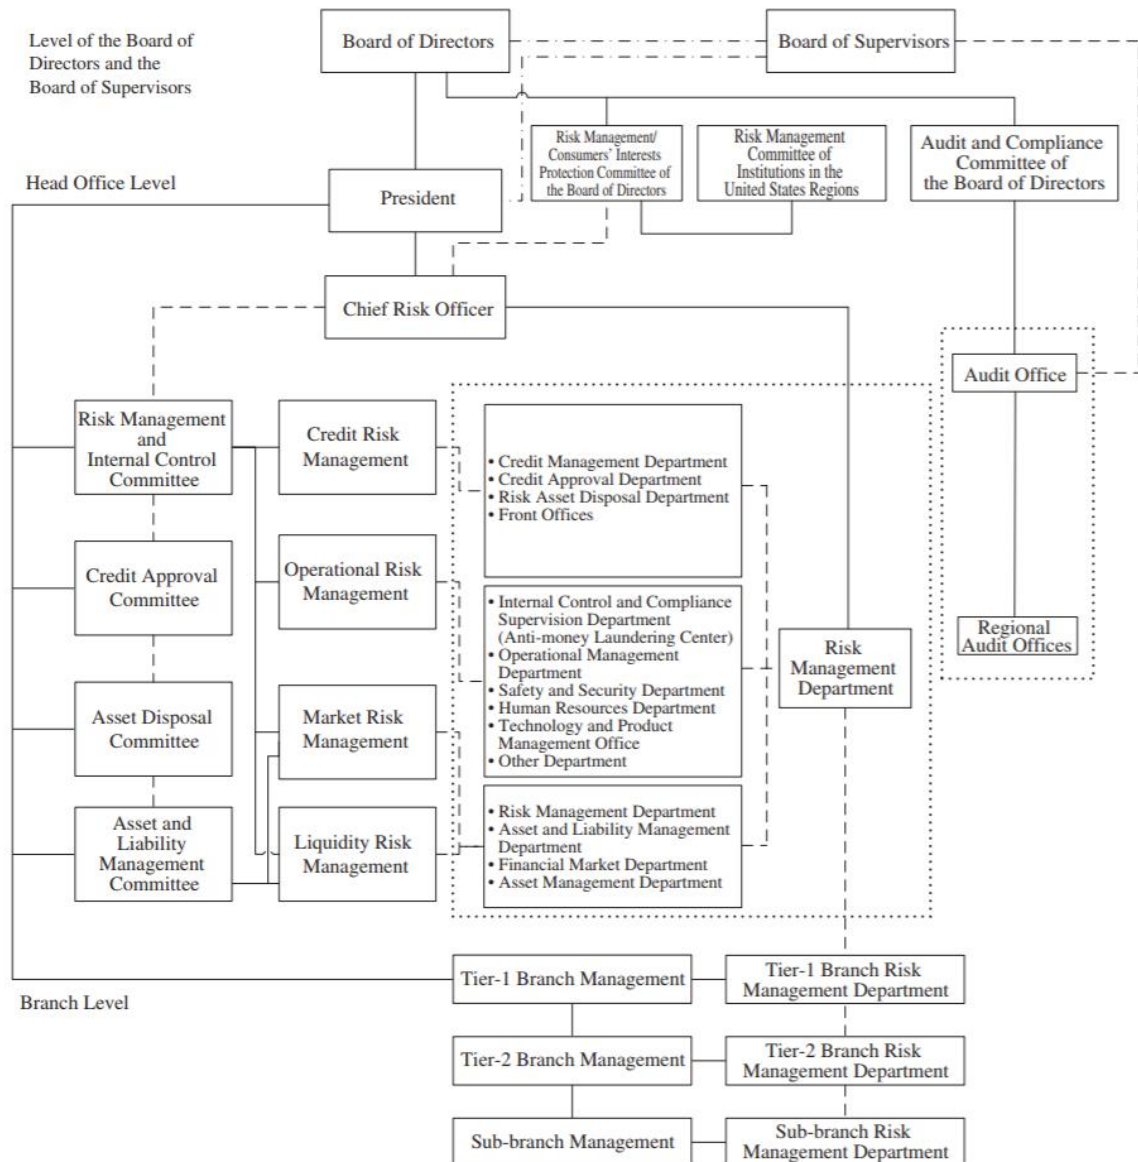 Level of the Board of
Directors and the
Board of Supervisors
Board of Directors
Board of Supervisors
Risk Management/
Consumers' Interests
Protection Committee of
the Board of Directors
Risk Management
Committee of
Institutions in the
United States Regions
Audit and Compliance
Committee of
the Board of Directors
Head Office Level
President
Chief Risk Officer
Audit Office
Regional
Audit Offices
Risk Management
and
Internal Control
Committee
Credit Risk
Management
• Credit Management Department
• Credit Approval Department
• Risk Asset Disposal Department
• Front Offices
Credit Approval
Committee
Operational Risk
Management
• Internal Control and Compliance
Supervision Department
(Anti-money Laundering Center)
• Operational Management
Department
• Safety and Security Department
• Human Resources Department
• Technology and Product
Management Office
• Other Department
Risk
Management
Department
Asset Disposal
Committee
Market Risk
Management
Asset and
Liability
Management
Committee
Liquidity Risk
Management
• Risk Management Department
• Asset and Liability Management
Department
• Financial Market Department
• Asset Management Department
Branch Level
Tier-1 Branch Management
Tier-1 Branch Risk
Management Department
Tier-2 Branch Management
Tier-2 Branch Risk
Management Department
Sub-branch Management
Sub-branch Risk
Management Department